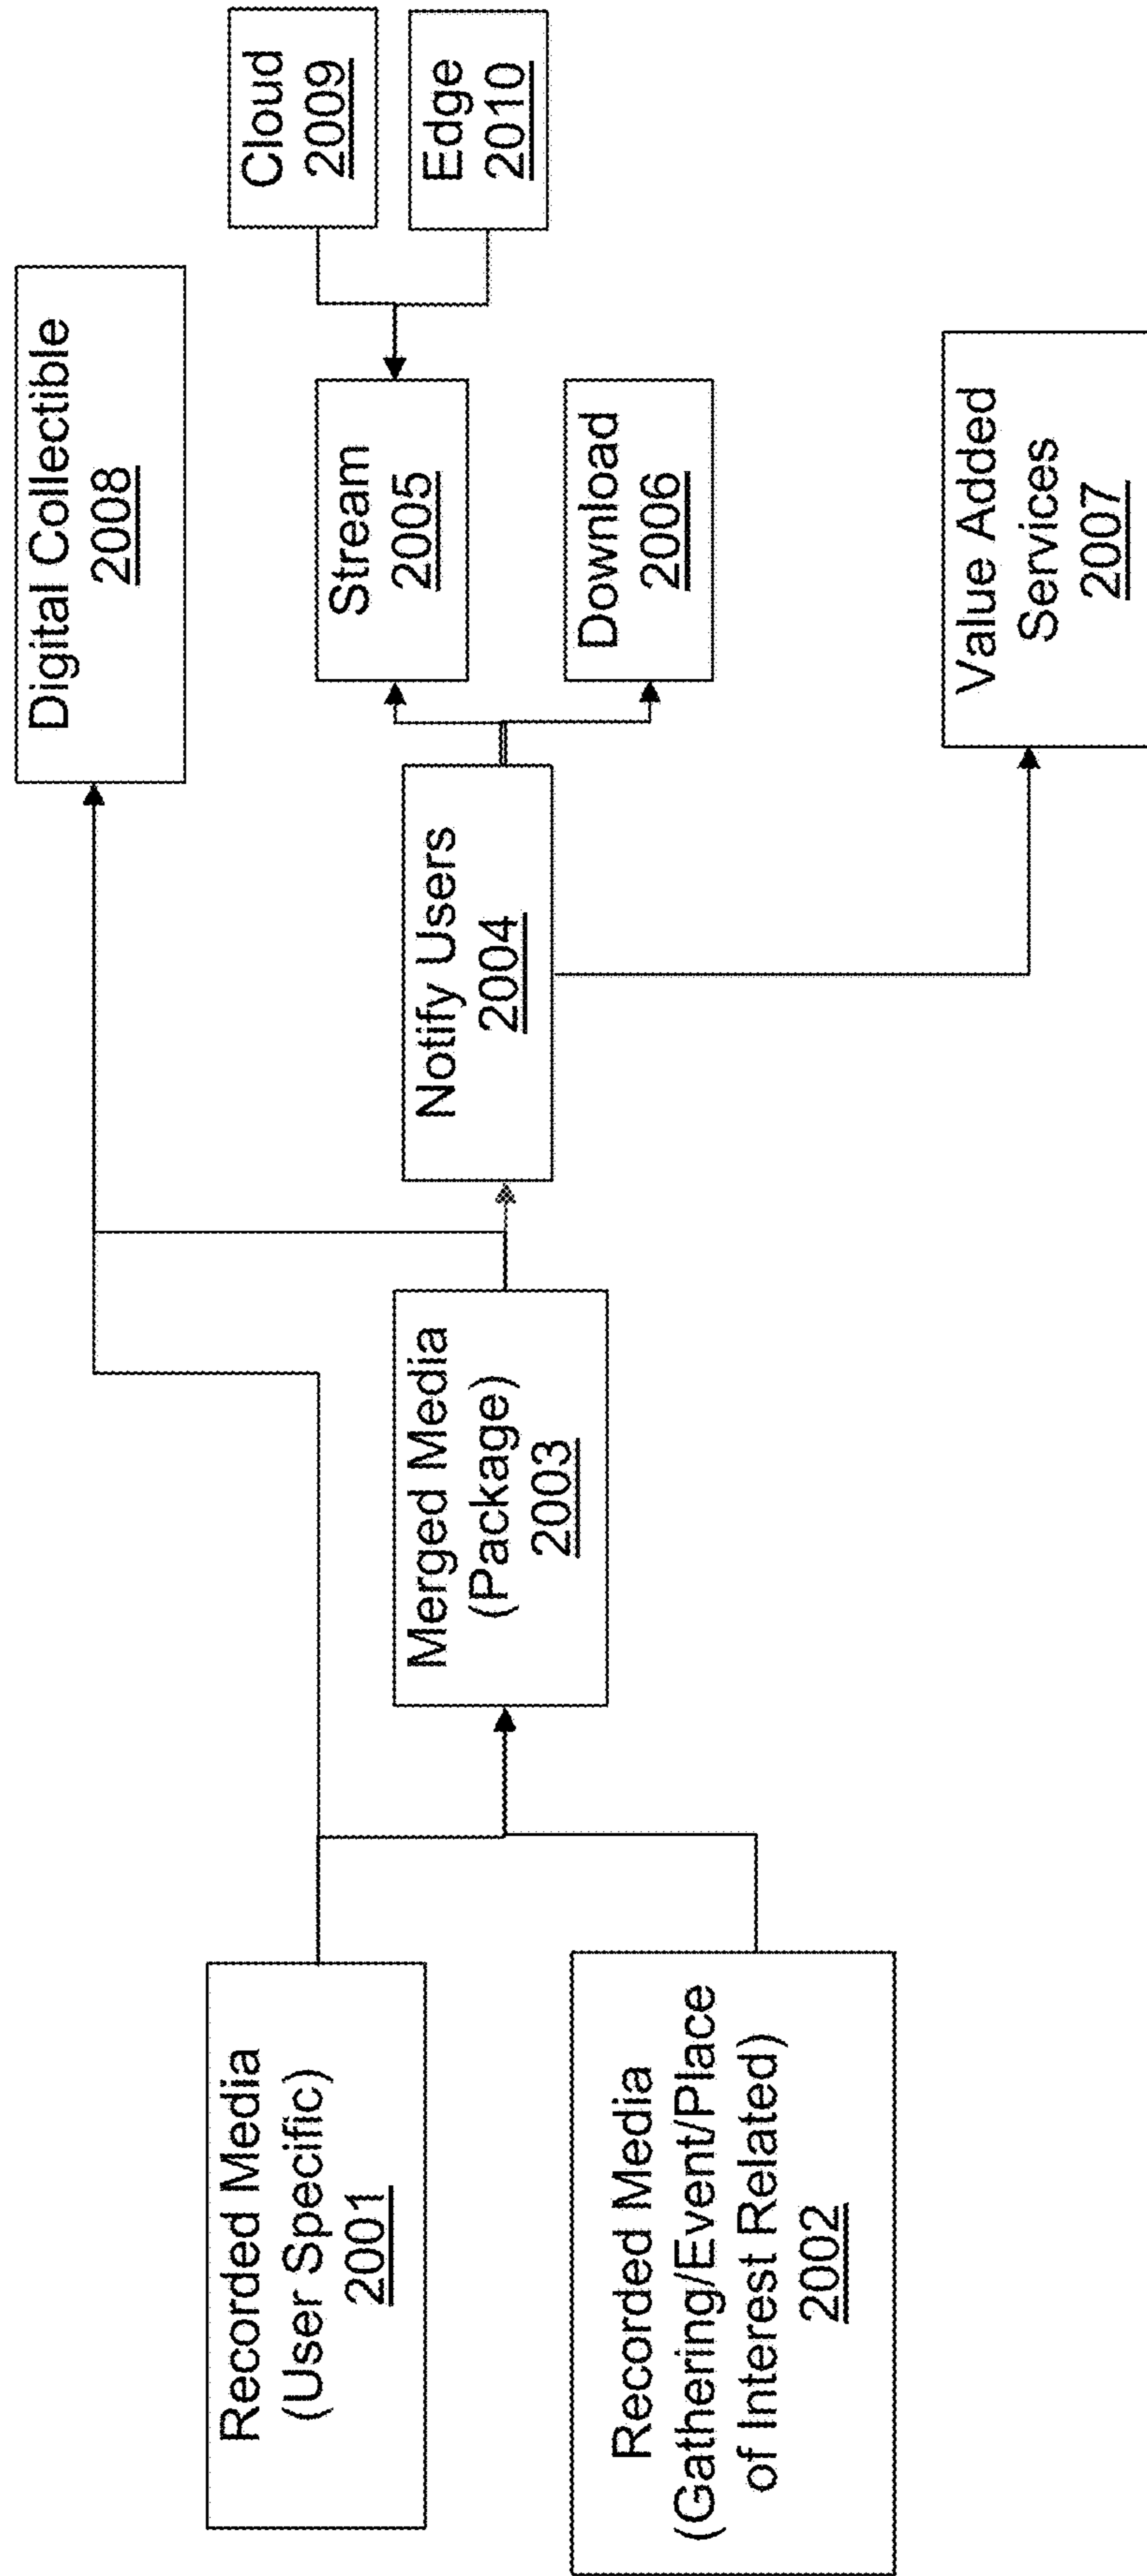 Recorded Media
(User Specific)
2001
Recorded Media
(Gathering/Event/Place
of Interest Related)
2002
Merged Media
(Package)
2003
Notify Users
2004
Digital Collectible
2008
Stream
2005
Download
2006
Value Added
Services
2007
Cloud
2009
Edge
2010